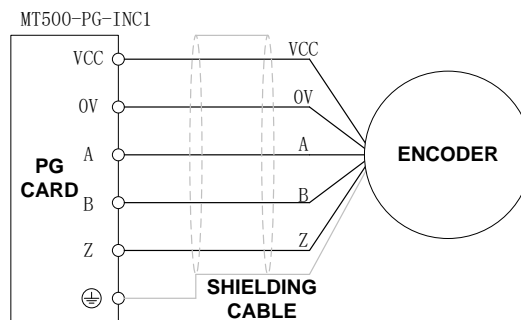 MT500-PG-INC1
VCC VCC
0V 0V
A A
PG
CARD
ENCODER
B B
Z Z
SHIELDING
CABLE